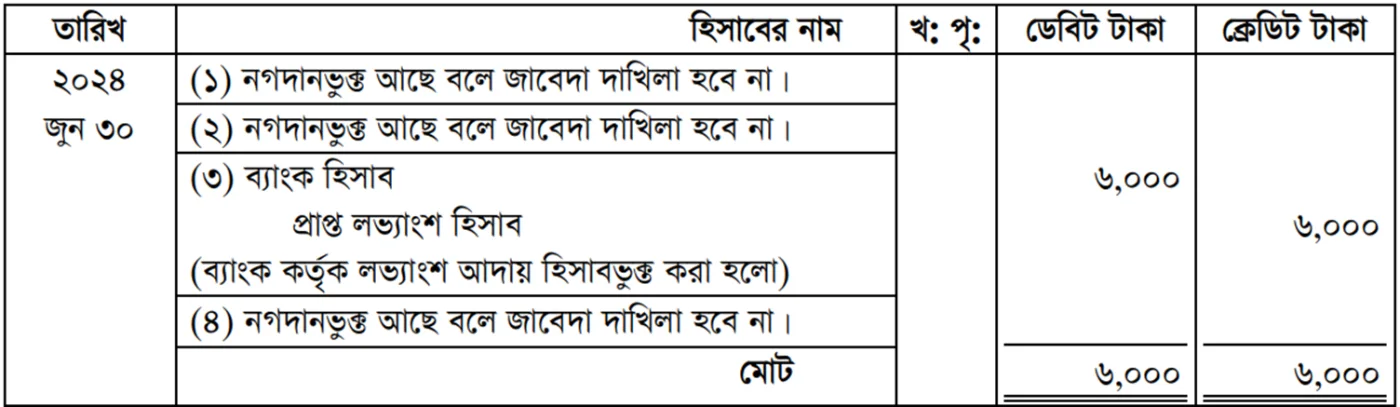 তারিখ হিসাবের নাম খ: পৃ: ডেবিট টাকা ক্রেডিট টাকা
২০২৪ (১) নগদানভুক্ত আছে বলে জাবেদা দাখিলা হবে না।
জুন ৩০ (২) নগদানভুক্ত আছে বলে জাবেদা দাখিলা হবে না।
(৩) ব্যাংক হিসাব ৬,০০০
প্রাপ্ত লভ্যাংশ হিসাব ৬,০০০
(ব্যাংক কর্তৃক লভ্যাংশ আদায় হিসাবভুক্ত করা হলো)
(৪) নগদানভুক্ত আছে বলে জাবেদা দাখিলা হবে না।
মোট ৬,০০০ ৬,০০০